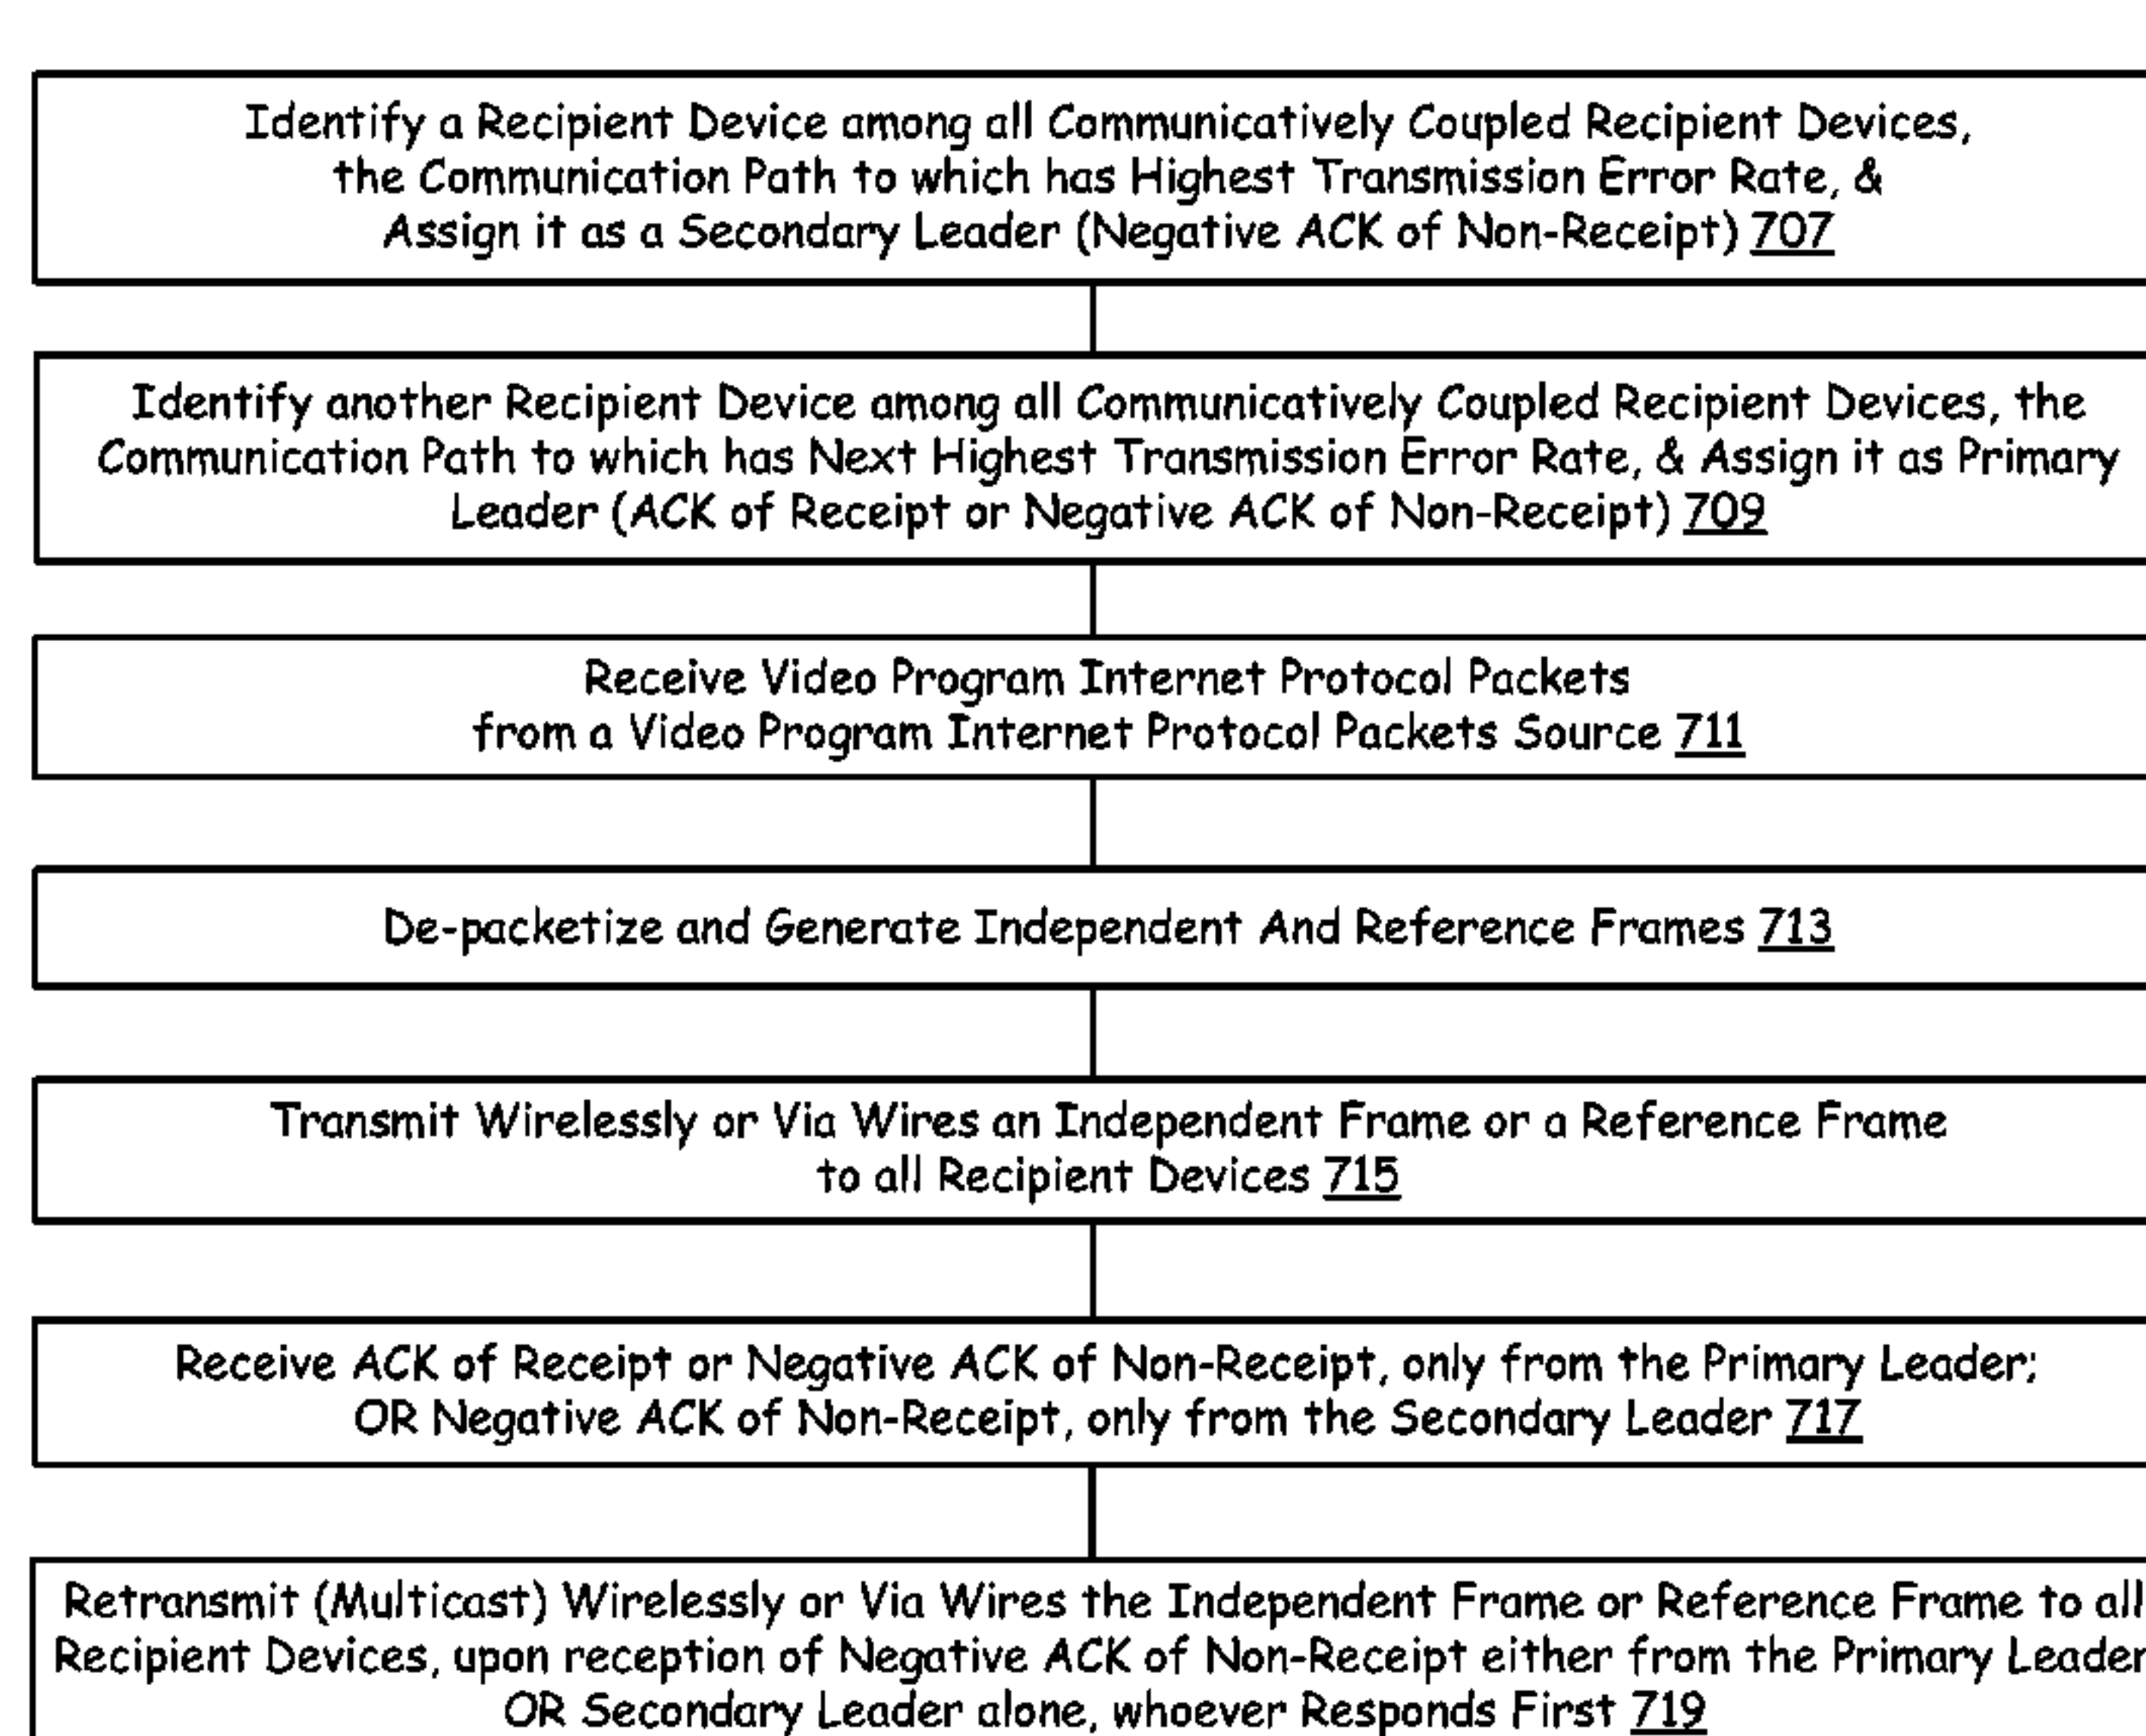 Identify a Recipient Device among all Communicatively Coupled Recipient Devices,
the Communication Path to which has Highest Transmission Error Rate, &
Assign it as a Secondary Leader (Negative ACK of Non-Receipt) 707
Identify another Recipient Device among all Communicatively Coupled Recipient Devices, the
Communication Path to which has Next Highest Transmission Error Rate, & Assign it as Primary
Leader (ACK of Receipt or Negative ACK of Non-Receipt) 709
Receive Video Program Internet Protocol Packets
from a Video Program Internet Protocol Packets Source 711
De-packetize and Generate Independent And Reference Frames 713
Transmit Wirelessly or Via Wires an Independent Frame or a Reference Frame
to all Recipient Devices 715
Receive ACK of Receipt or Negative ACK of Non-Receipt, only from the Primary Leader;
OR Negative ACK of Non-Receipt, only from the Secondary Leader 717
Retransmit (Multicast) Wirelessly or Via Wires the Independent Frame or Reference Frame to all
Recipient Devices, upon reception of Negative ACK of Non-Receipt either from the Primary Leader
OR Secondary Leader alone, whoever Responds First 719